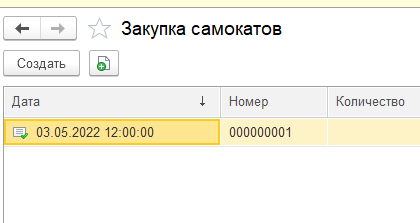 Закупка самокатов
Создать
Дата ↓ Номер Количество
03.05.2022 12:00:00 000000001